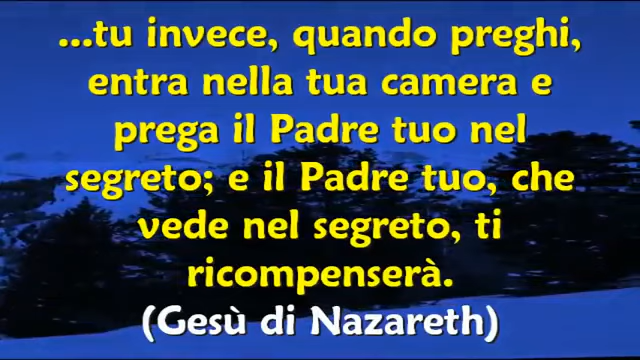 ...tu invece, quando preghi,
entra nella tua camera e
prega il Padre tuo nel
segreto; e il Padre tuo, che
vede nel segreto, ti
ricompenserà.
(Gesù di Nazareth)